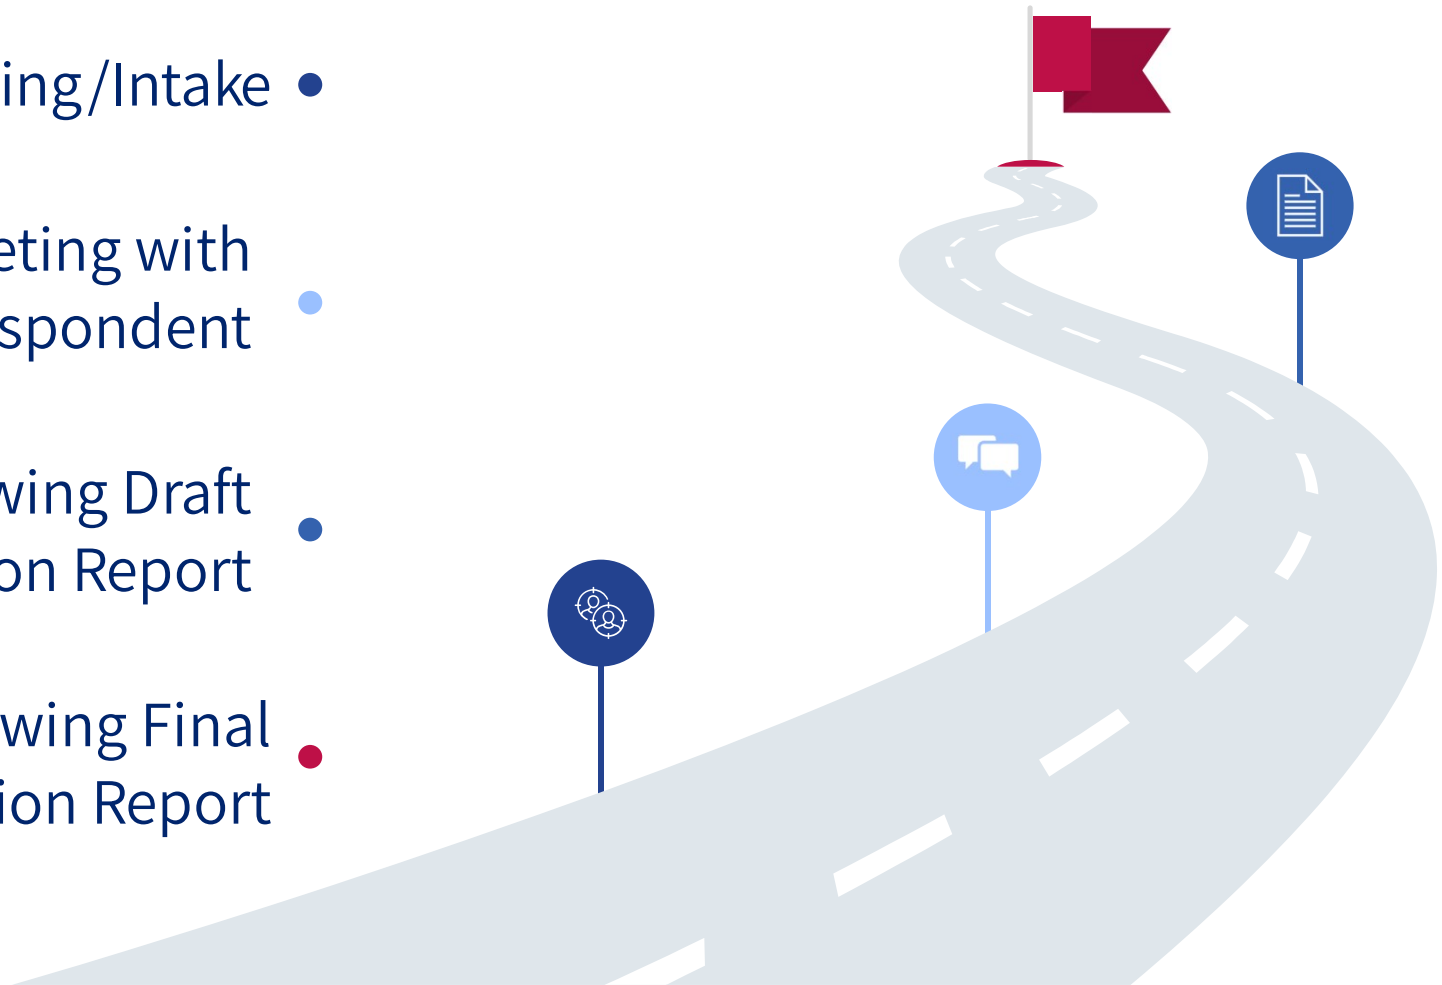 ing/Intake
eting with
spondent
wing Draft
on Report
wing Final
ion Report